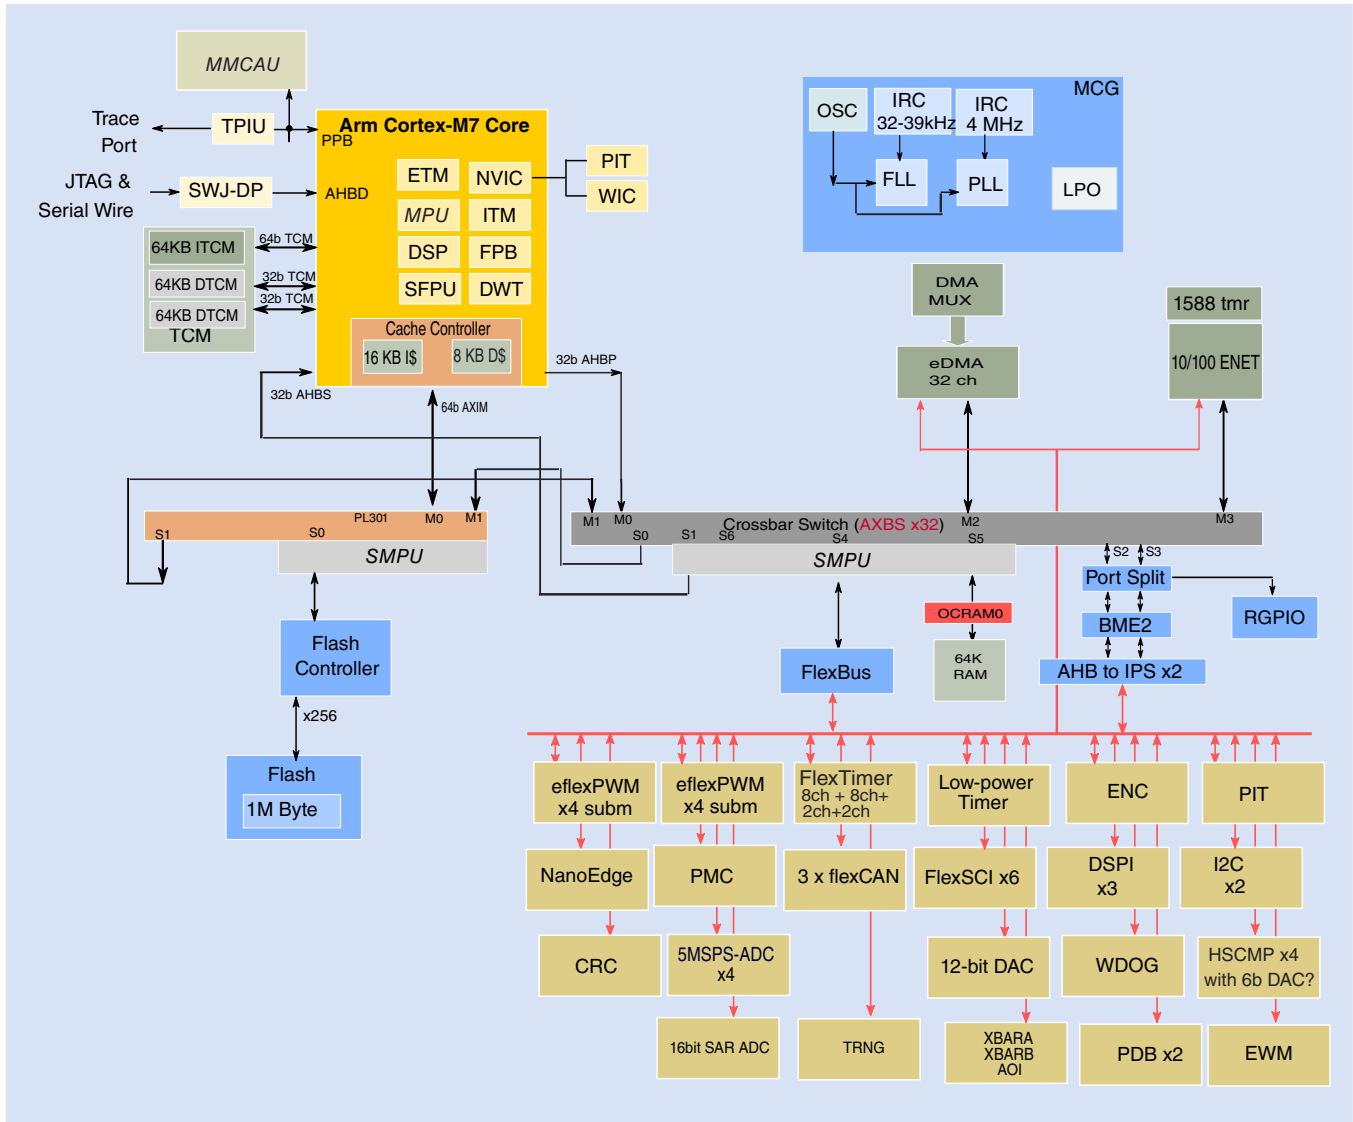 MMCAU
Trace
Port
TPIU
JTAG &
Serial Wire
SWJ-DP
Arm Cortex-M7 Core
PPB
AHBD
ETM
NVIC
MPU
ITM
DSP
FPB
SFPU
DWT
PIT
WIC
64KB ITCM
64KB DTCM
64KB DTCM
TCM
64b TCM
32b TCM
32b TCM
Cache Controller
16 KB I$
8 KB D$
32b AHBS
32b AHBP
64b AXIM
MCG
OSC
IRC
32-39kHz
IRC
4 MHz
FLL
PLL
LPO
DMA
MUX
eDMA
32 ch
1588 tmr
10/100 ENET
PL301
M0
M1
S1
S0
SMPU
M1
M0
Crossbar Switch (AXBS x32)
M2
M3
S0
S1
S6
S4
S5
SMPU
S2
S3
Port Split
BME2
AHB to IPS x2
RGPIO
OCRAM0
64K
RAM
FlexBus
Flash
Controller
x256
Flash
1M Byte
eflexPWM
x4 subm
eflexPWM
x4 subm
FlexTimer
8ch + 8ch+
2ch+2ch
Low-power
Timer
ENC
PIT
NanoEdge
PMC
3 x flexCAN
FlexSCI x6
DSPI
x3
I2C
x2
CRC
5MSPS-ADC
x4
12-bit DAC
WDOG
HSCMP x4
with 6b DAC?
16bit SAR ADC
TRNG
XBARA
XBARB
AOI
PDB x2
EWM